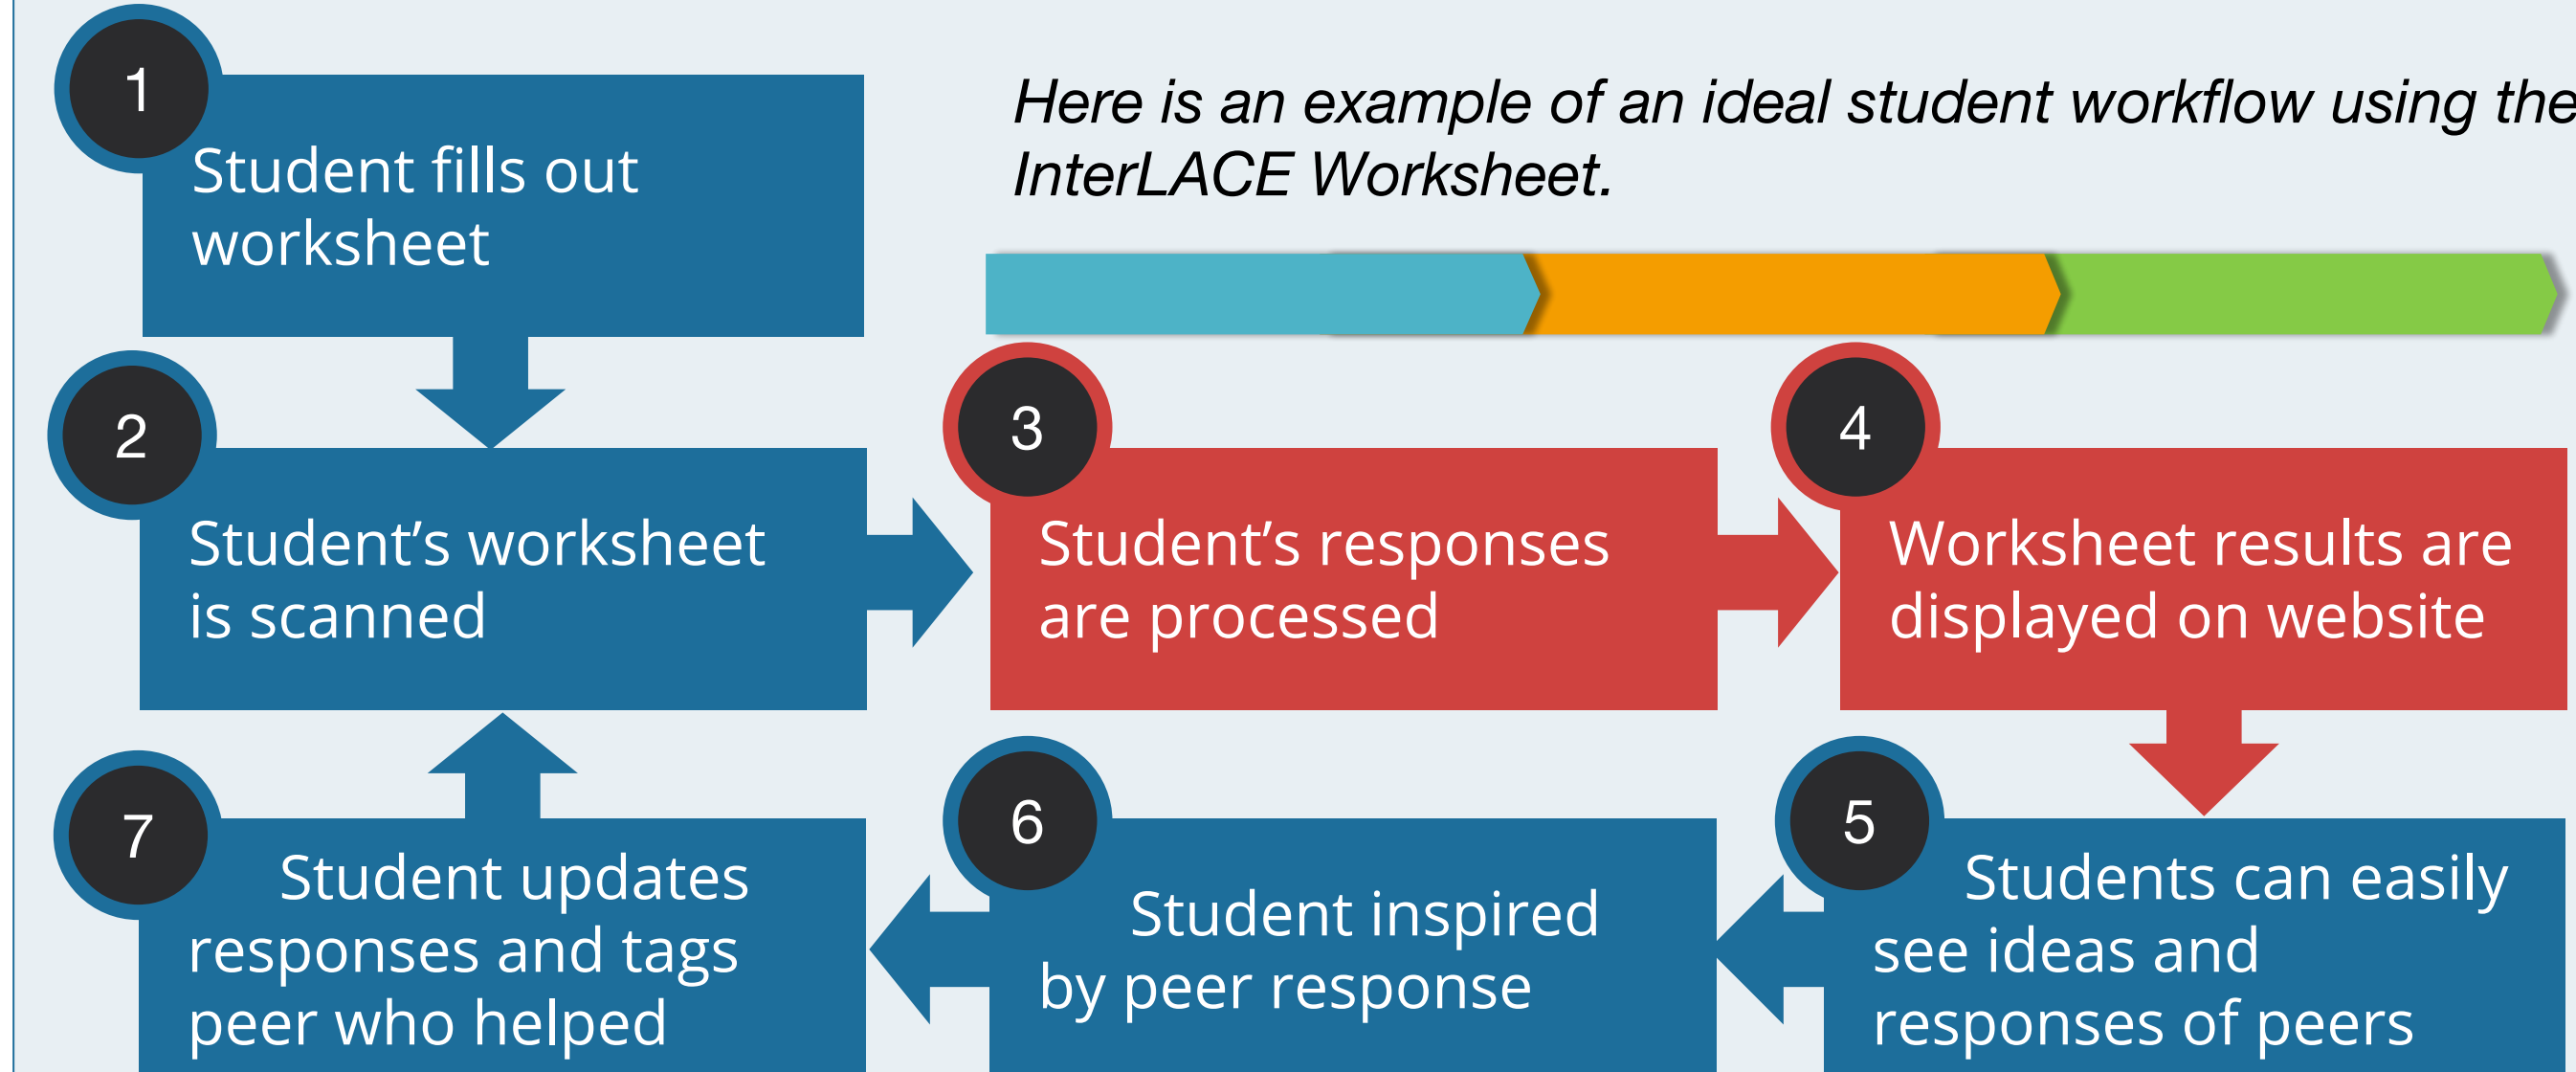 1
Student fills out
worksheet
Here is an example of an ideal student workflow using the
InterLACE Worksheet.
2
Student’s worksheet
is scanned
3
Student’s responses
are processed
4
Worksheet results are
displayed on website
5
Students can easily
see ideas and
responses of peers
6
Student inspired
by peer response
7
Student updates
responses and tags
peer who helped